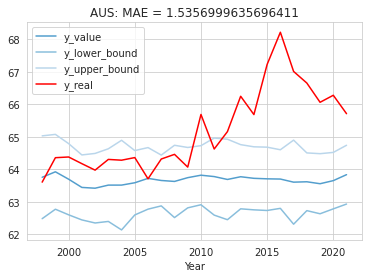 AUS: MAE = 1.5356999635696411
y_value
y_lower_bound
y_upper_bound
y_real
68
67
66
65
64
63
62
2000
2005
2010
2015
2020
Year